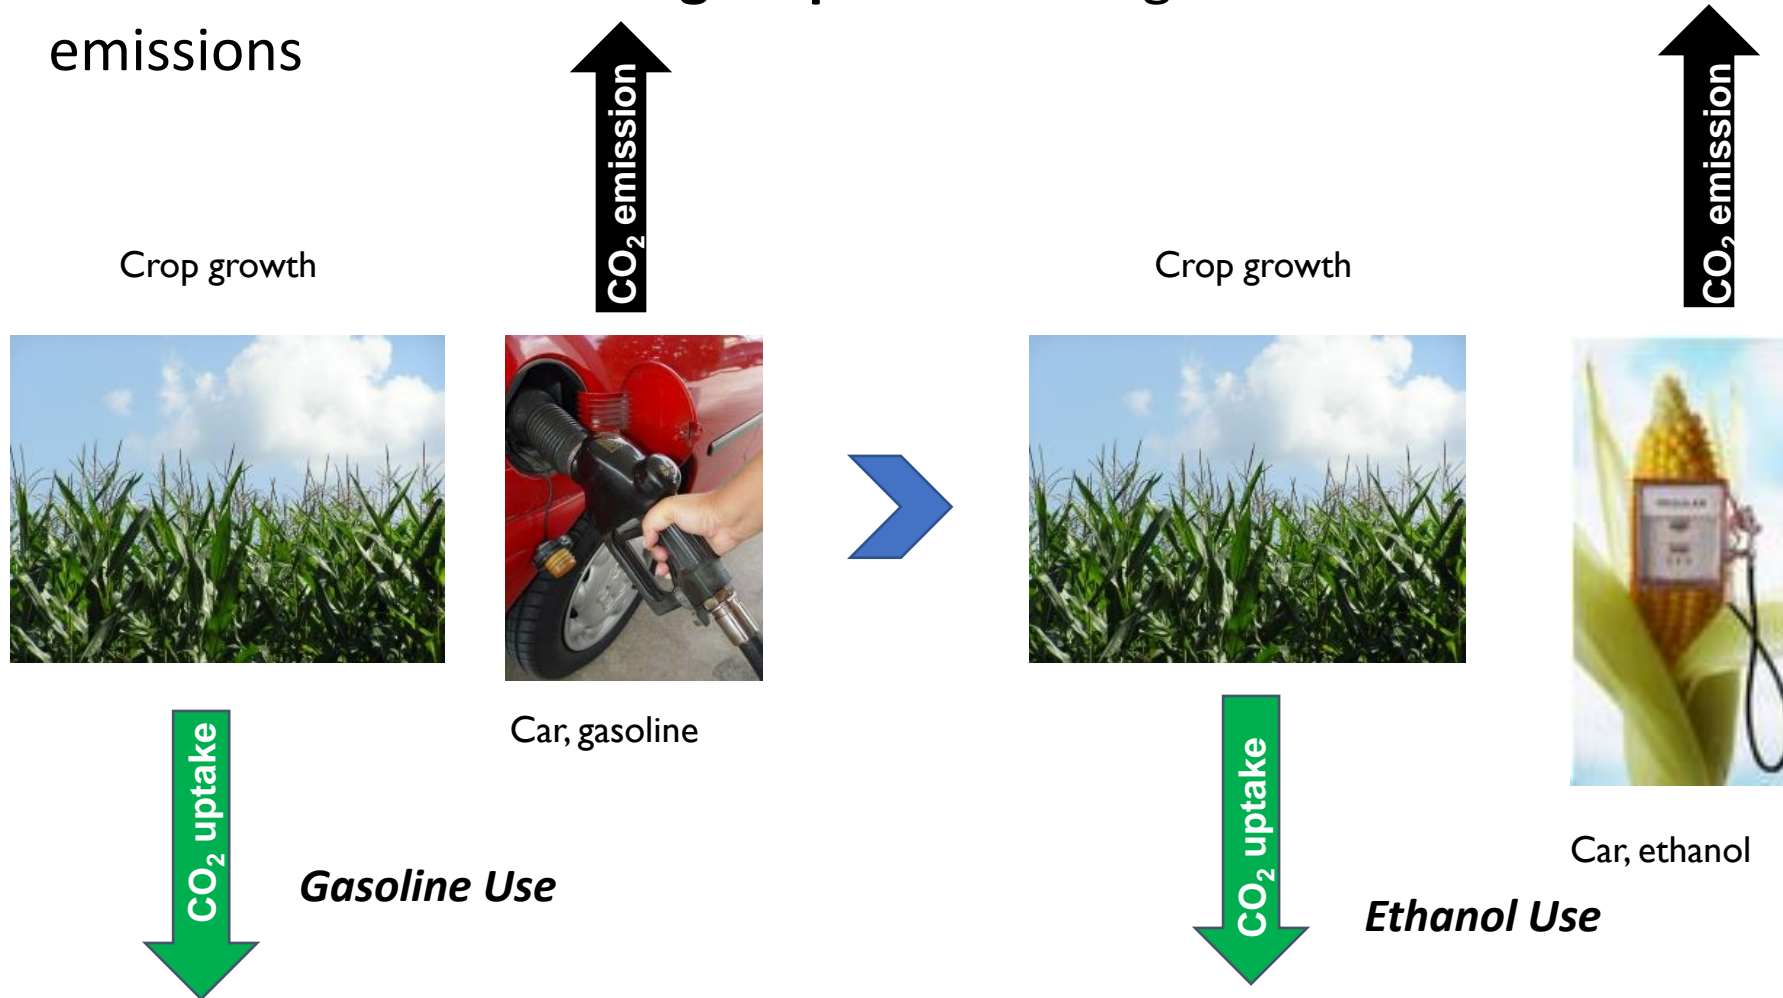 emissions
CO2 emission
CO2 emission
Crop growth
Crop growth
REGULAR
Car, gasoline
CO2 uptake
CO2 uptake
Car, ethanol
Gasoline Use
Ethanol Use